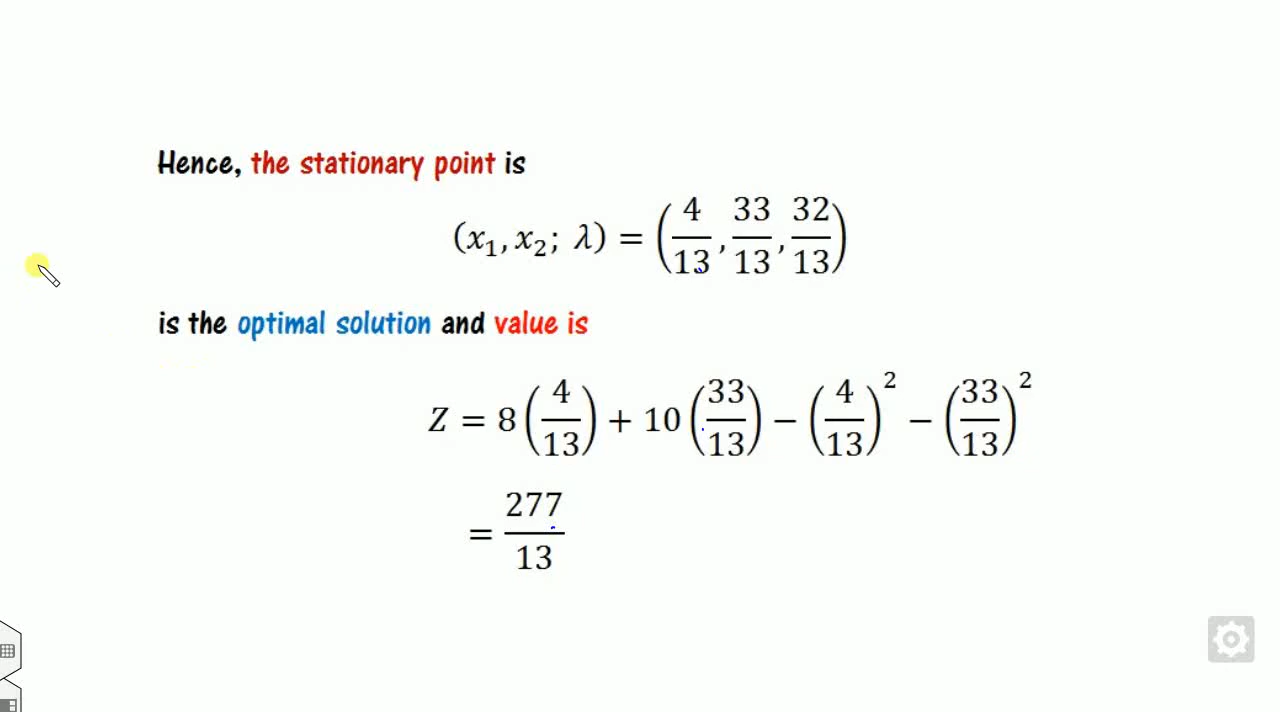 Hence, the stationary point is
(x₁, x₂; λ) = (4/13, 33/13, 32/13)
is the optimal solution and value is
Z = 8(4/13) + 10(33/13) − (4/13)² − (33/13)²
= 277/13